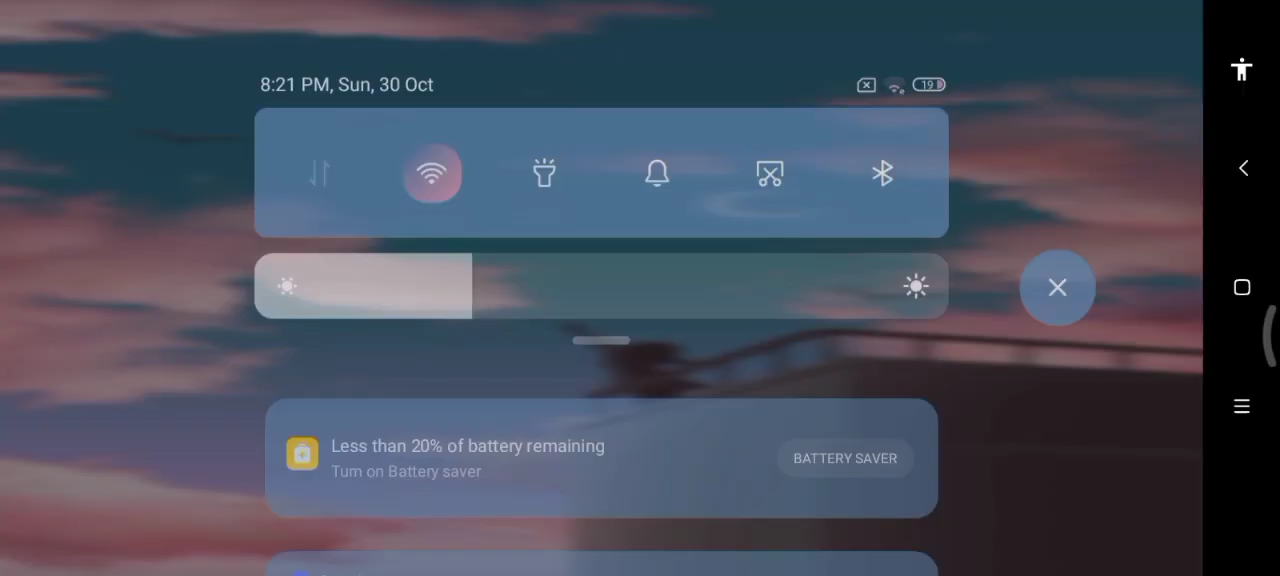 8:21 PM, Sun, 30 Oct
19
Less than 20% of battery remaining
Turn on Battery saver
BATTERY SAVER